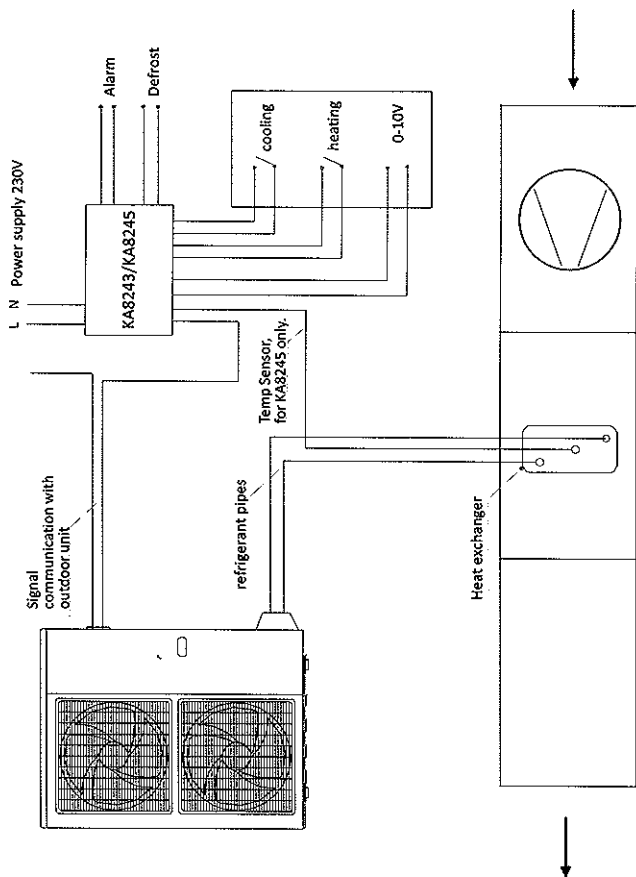 Power supply 230V
L N
Alarm
Defrost
KA8243/KA8245
cooling
heating
0-10V
Signal
communication with
outdoor unit
Temp Sensor,
for KA8245 only.
refrigerant pipes
Heat exchanger